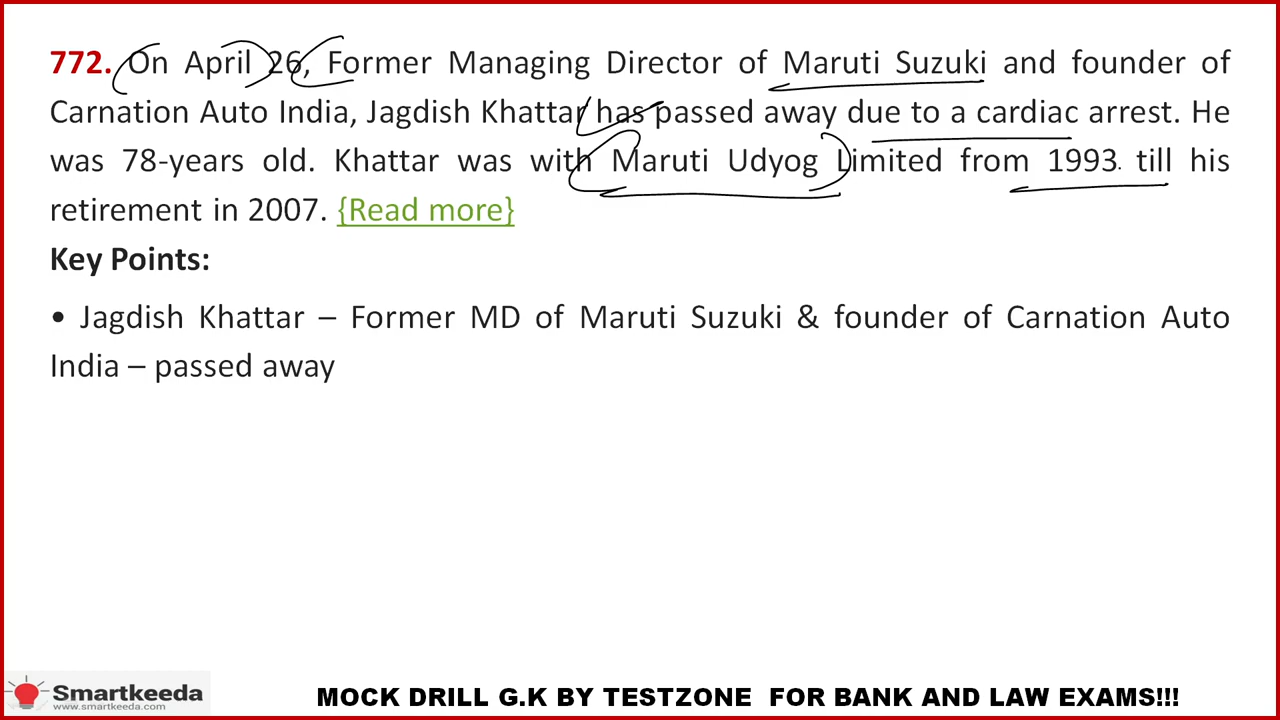 772. On April 26, Former Managing Director of Maruti Suzuki and founder of
Carnation Auto India, Jagdish Khattar has passed away due to a cardiac arrest. He
was 78-years old. Khattar was with Maruti Udyog Limited from 1993 till his
retirement in 2007. {Read more}
Key Points:
• Jagdish Khattar – Former MD of Maruti Suzuki & founder of Carnation Auto
India – passed away
Smartkeeda
www.smartkeeda.com
MOCK DRILL G.K BY TESTZONE FOR BANK AND LAW EXAMS!!!